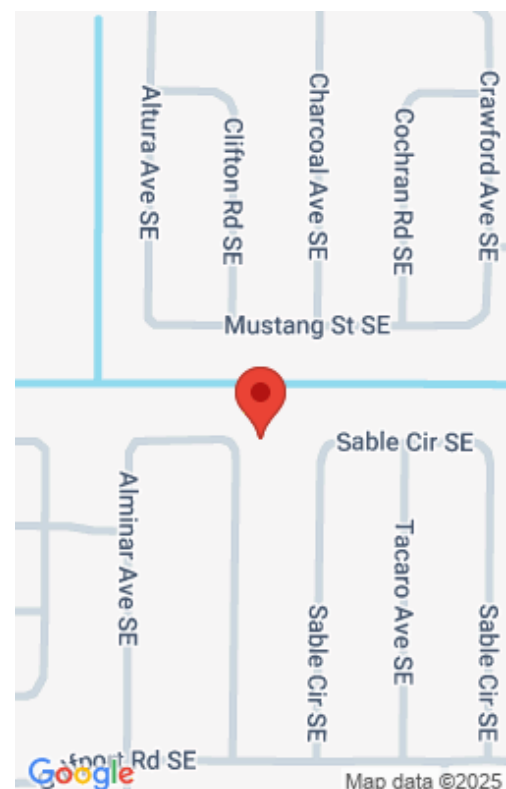 Altura Ave SE
Clifton Rd SE
Charcoal Ave SE
Cochran Rd SE
Crawford Ave SE
Mustang St SE
Sable Cir SE
Alminar Ave SE
Tacaro Ave SE
Sable Cir SE
Sable Cir SE
Rd SE
Google
Map data ©2025